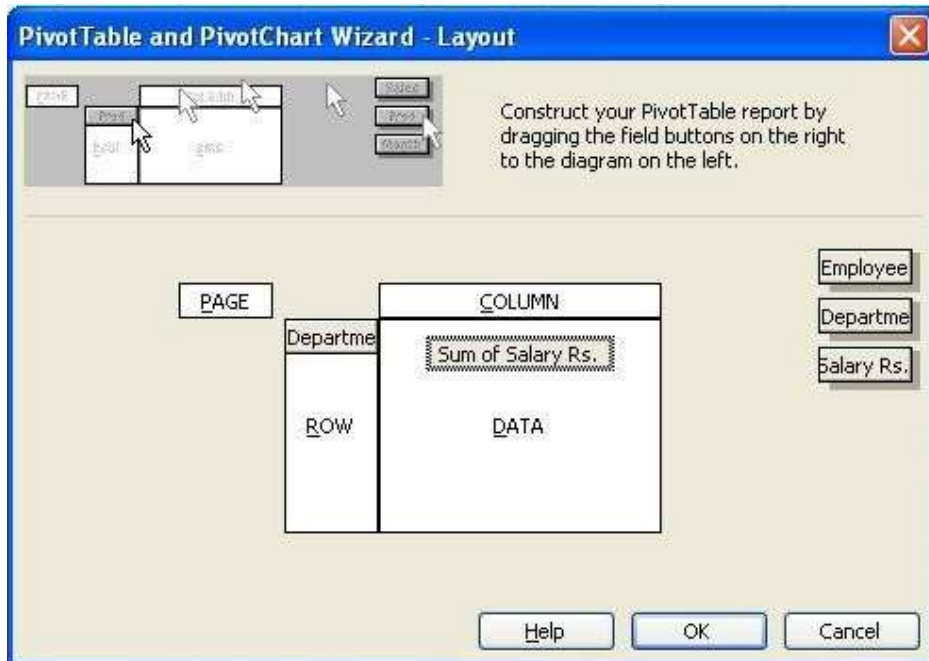 PivotTable and PivotChart Wizard - Layout
Construct your PivotTable report by
dragging the field buttons on the right
to the diagram on the left.
Employee
PAGE
COLUMN
Departme
Departme
Sum of Salary Rs.
Salary Rs.
ROW
DATA
Help
OK
Cancel